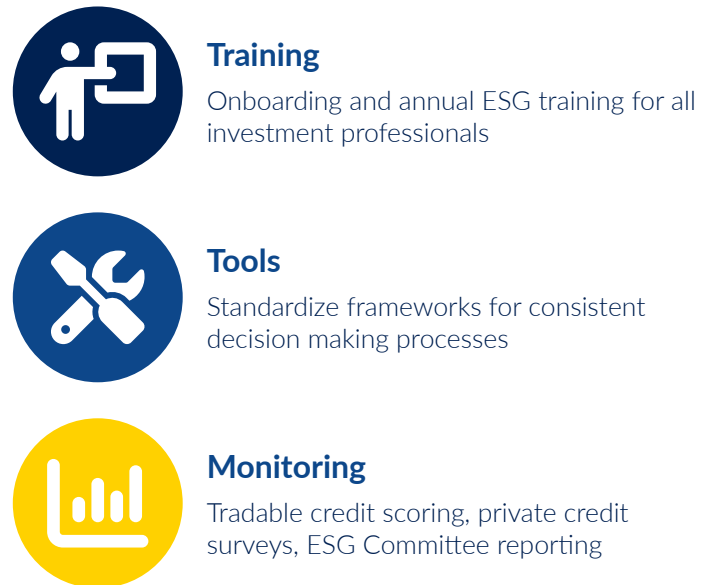 Training
Onboarding and annual ESG training for all
investment professionals
Tools
Standardize frameworks for consistent
decision making processes
Monitoring
Tradable credit scoring, private credit
surveys, ESG Committee reporting